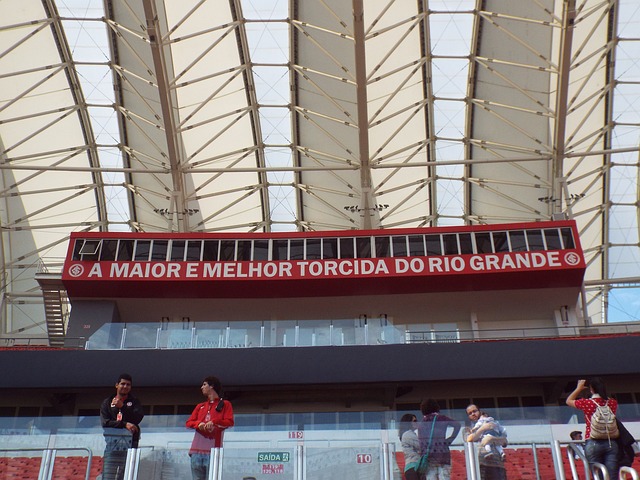 A MAIOR E MELHOR TORCIDA DO RIO GRANDE
119
SAÍDA
10